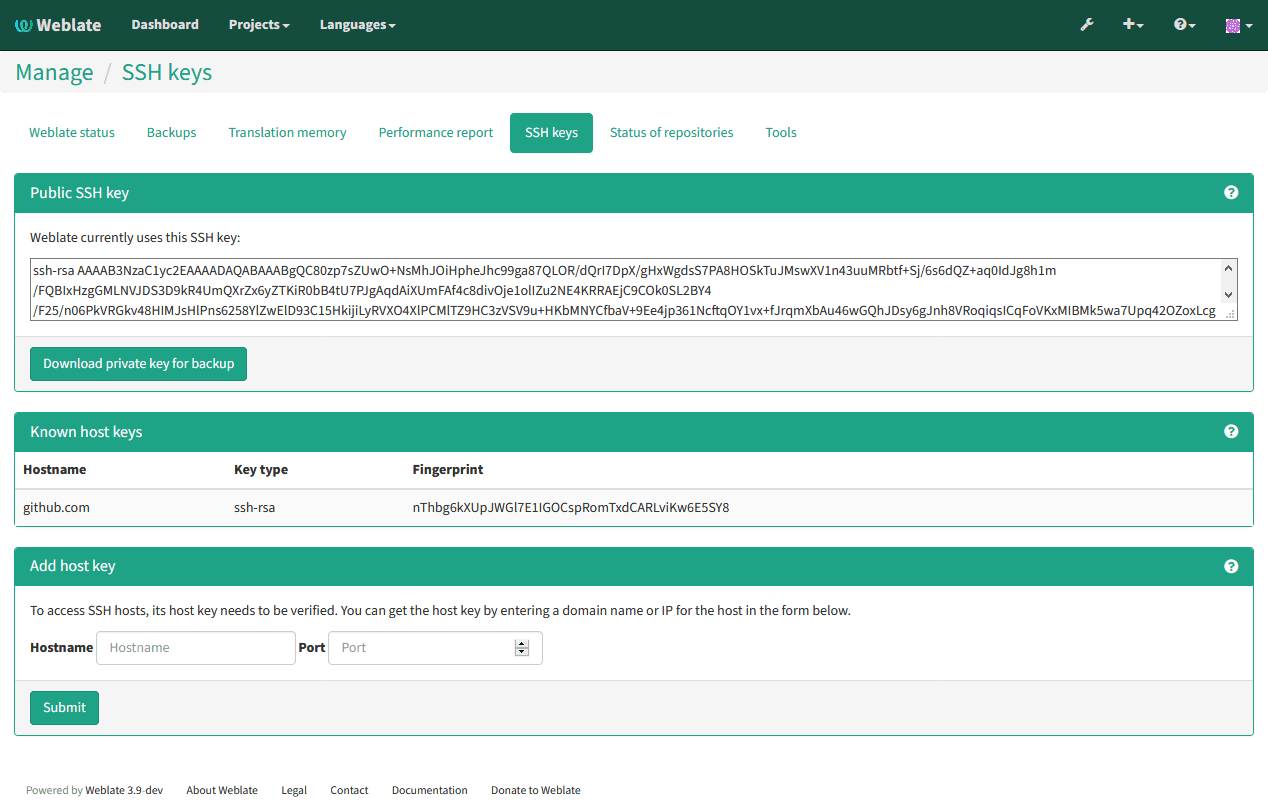 Weblate Dashboard Projects Languages
Manage / SSH keys
Weblate status Backups Translation memory Performance report SSH keys Status of repositories Tools
Public SSH key
Weblate currently uses this SSH key:
ssh-rsa AAAAB3NzaC1yc2EAAAADAQABAAABgQC80zp7sZUwO+NsMhJOiHpheJhc99ga87QLOR/dQrI7DpX/gHxWgdsS7PA8HOSkTuJMswXV1n43uuMRbtf+Sj/6s6dQZ+aq0IdJg8h1m
/FQBIxHzgGMLNVJDS3D9kR4UmQXrZx6yZTKiR0bB4tU7PJgAqdAiXUmFAf4c8divOje1olIZu2NE4KRRAEjC9COk0SL2BY4
/F25/n06PkVRGkv48HIMJsHlPns6258YlZwElD93C15HkijiLyRVXO4XlPCMlTZ9HC3zVSV9u+HKbMNYCfbaV+9Ee4jp361NcftqOY1vx+fJrqmXbAu46wGQhJDsy6gJnh8VRoqiqsICqFoVKxMIBMk5wa7Upq42OZoxLcg
Download private key for backup
Known host keys
Hostname Key type Fingerprint
github.com ssh-rsa nThbg6kXUpJWGl7E1IGOCspRomTxdCARLviKw6E5SY8
Add host key
To access SSH hosts, its host key needs to be verified. You can get the host key by entering a domain name or IP for the host in the form below.
Hostname Hostname Port Port
Submit
Powered by Weblate 3.9-dev About Weblate Legal Contact Documentation Donate to Weblate